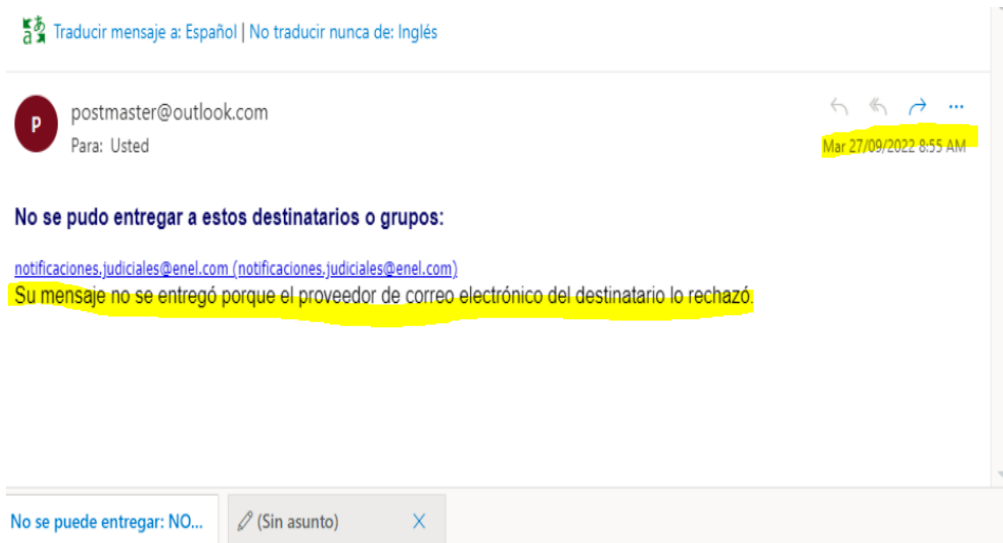 Traducir mensaje a: Español | No traducir nunca de: Inglés
P
postmaster@outlook.com
Para: Usted
Mar 27/09/2022 8:55 AM
No se pudo entregar a estos destinatarios o grupos:
notificaciones.judiciales@enel.com (notificaciones.judiciales@enel.com)
Su mensaje no se entregó porque el proveedor de correo electrónico del destinatario lo rechazó.
No se puede entregar: NO...
(Sin asunto)